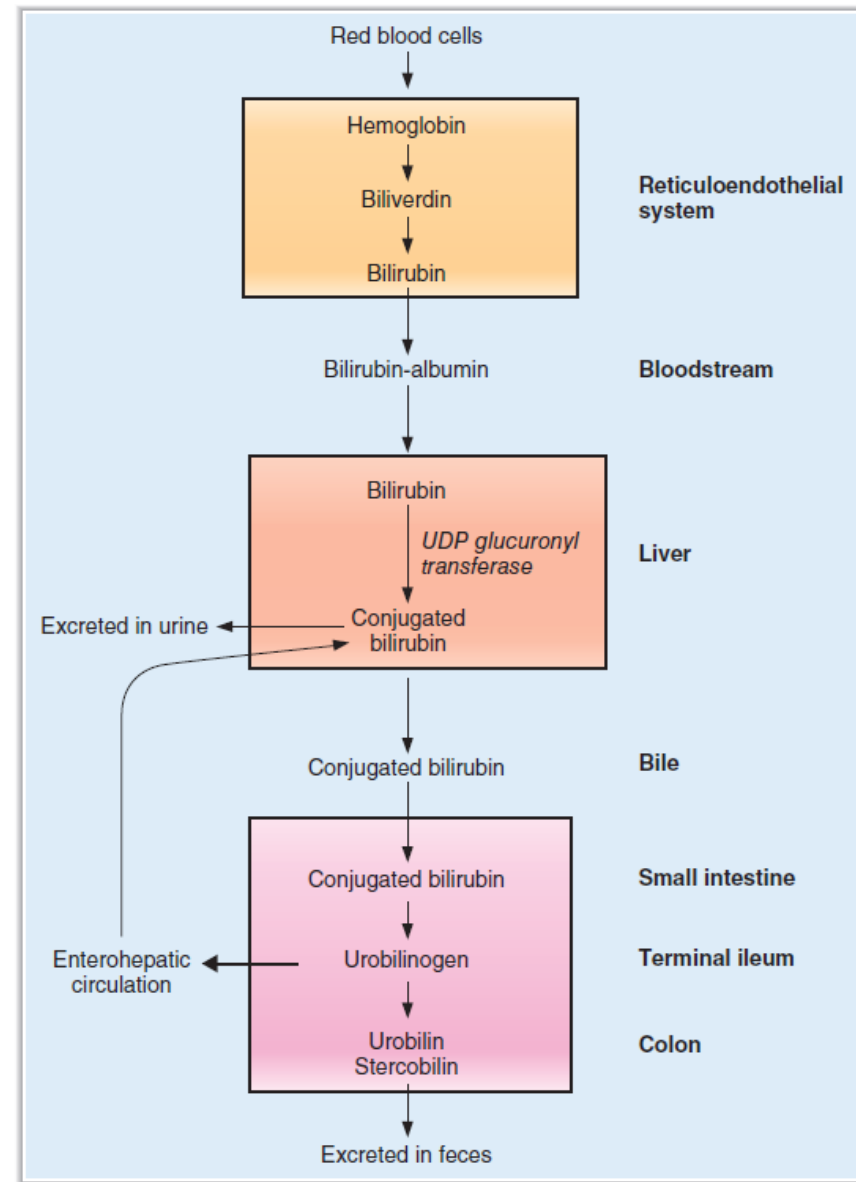 Red blood cells
Hemoglobin
Biliverdin
Bilirubin
Reticuloendothelial
system
Bilirubin-albumin
Bloodstream
Bilirubin
UDP glucuronyl
transferase
Liver
Excreted in urine
Conjugated
bilirubin
Conjugated bilirubin
Bile
Conjugated bilirubin
Small intestine
Enterohepatic
circulation
Urobilinogen
Terminal ileum
Urobilin
Stercobilin
Colon
Excreted in feces